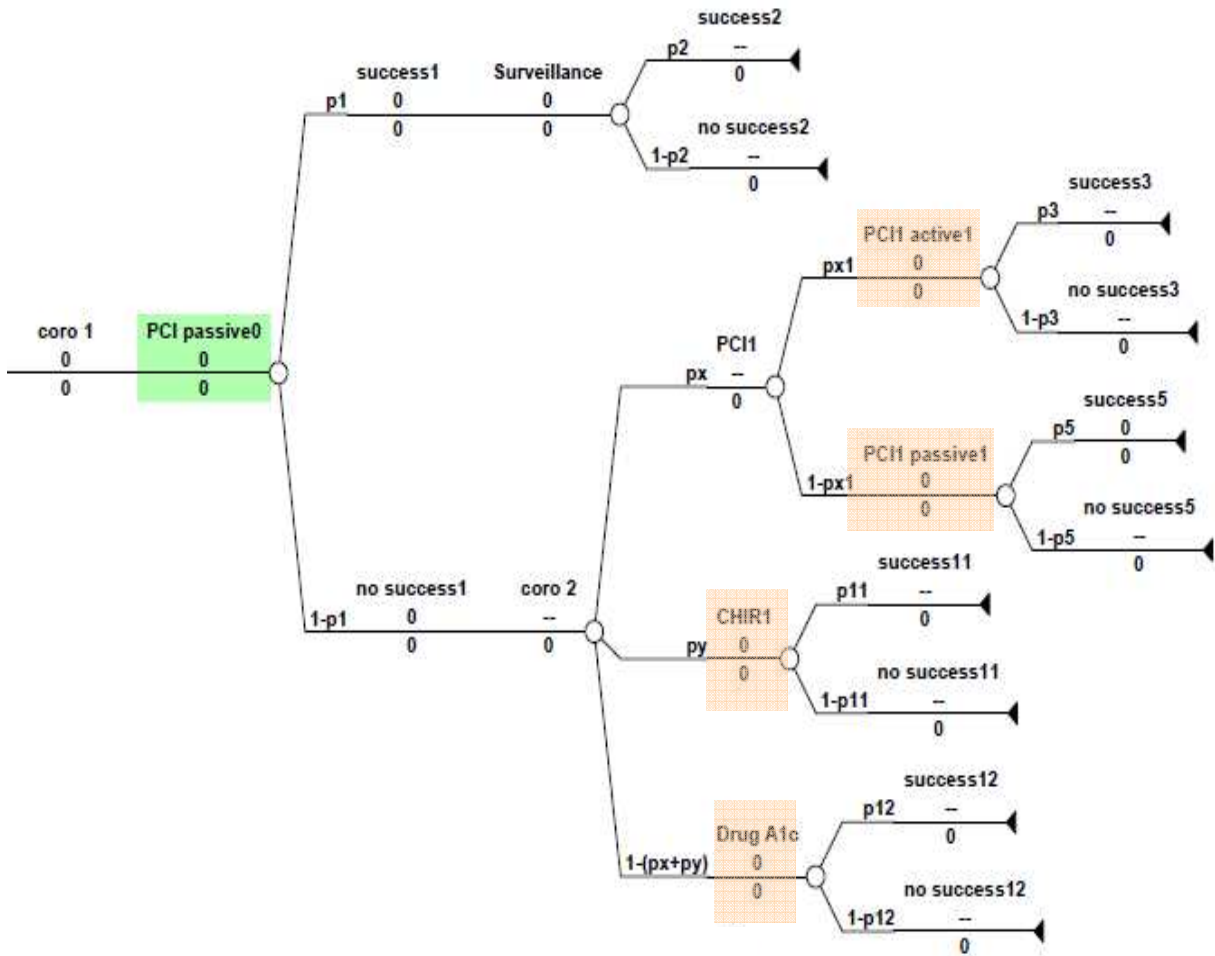 success2
p2 --
0
success1 Surveillance
p1 0 0
0 0
no success2
1-p2 --
0
success3
p3 --
0
PCI1 active1
px1 0
0
no success3
1-p3 --
0
coro 1 PCI passive0
0 0
0 0
PCI1
px --
0
success5
p5 0
0
PCI1 passive1
1-px1 0
0
no success5
1-p5 --
0
no success1 coro 2
1-p1 0 --
0 0
success11
p11 --
0
CHIR1
py 0
0
no success11
1-p11 --
0
success12
p12 --
0
Drug A1c
1-(px+py) 0
0
no success12
1-p12 --
0